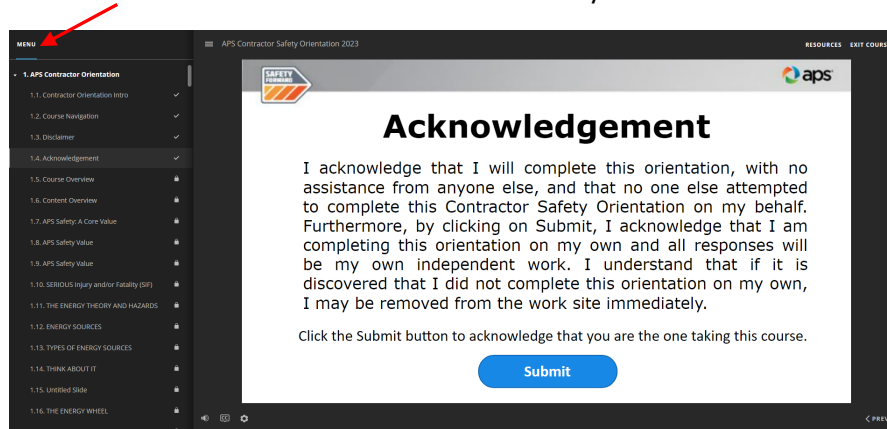 MENU
APS Contractor Safety Orientation 2023
RESOURCES EXIT COURS
1. APS Contractor Orientation
1.1. Contractor Orientation Intro
1.2. Course Navigation
1.3. Disclaimer
1.4. Acknowledgement
1.5. Course Overview
1.6. Content Overview
1.7. APS Safety: A Core Value
1.8. APS Safety Value
1.9. APS Safety Value
1.10. SERIOUS Injury and/or Fatality (SIF)
1.11. THE ENERGY THEORY AND HAZARDS
1.12. ENERGY SOURCES
1.13. TYPES OF ENERGY SOURCES
1.14. THINK ABOUT IT
1.15. Untitled Slide
1.16. THE ENERGY WHEEL
SAFETY
FORWARD
aps
Acknowledgement
I acknowledge that I will complete this orientation, with no
assistance from anyone else, and that no one else attempted
to complete this Contractor Safety Orientation on my behalf.
Furthermore, by clicking on Submit, I acknowledge that I am
completing this orientation on my own and all responses will
be my own independent work. I understand that if it is
discovered that I did not complete this orientation on my own,
I may be removed from the work site immediately.
Click the Submit button to acknowledge that you are the one taking this course.
Submit
CC
< PREV